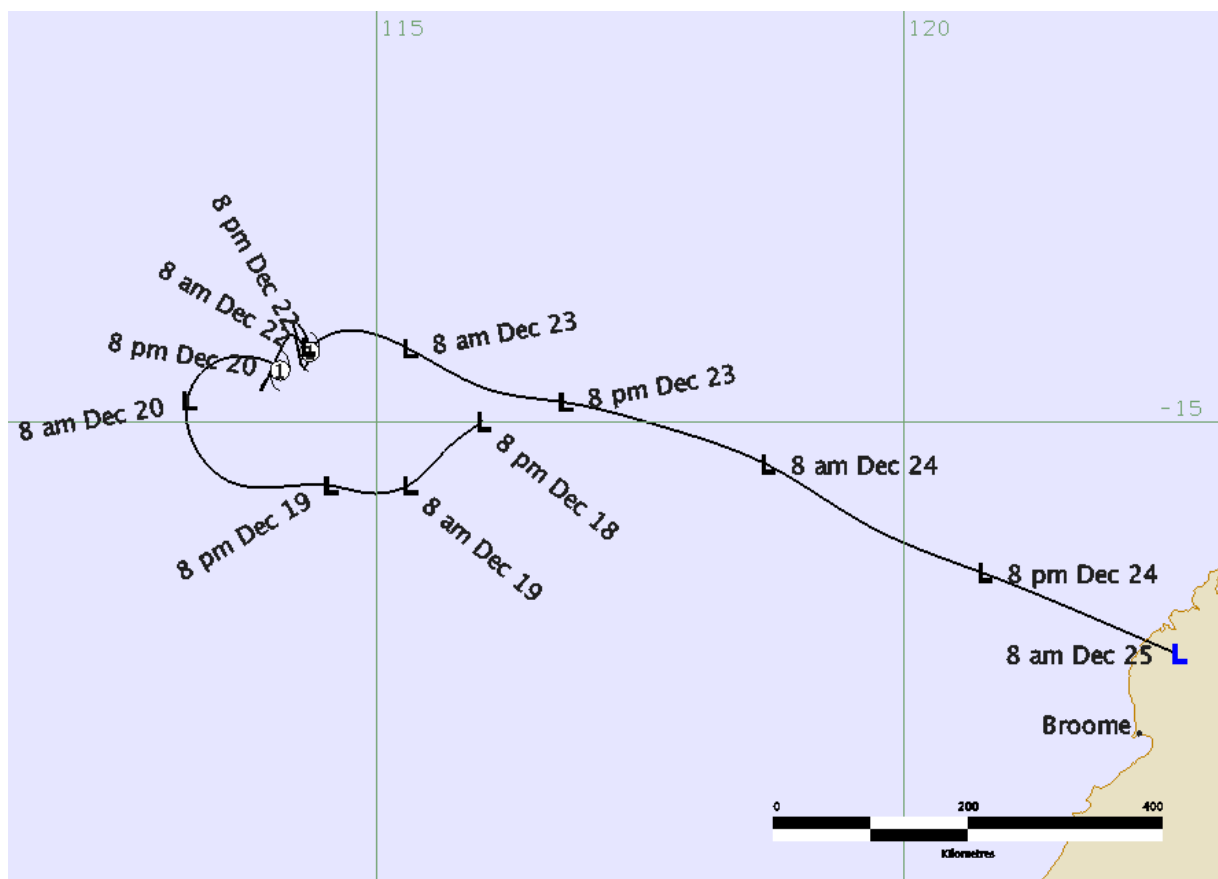 115
120
8 pm Dec 22
8 am Dec 22
8 pm Dec 20
8 am Dec 20
1
L
L
L
8 am Dec 23
L
8 pm Dec 23
-15
L
8 pm Dec 18
L
8 am Dec 24
L
8 pm Dec 19
L
8 am Dec 19
L
8 pm Dec 24
8 am Dec 25
L
Broome
0
200
400
Kilometres